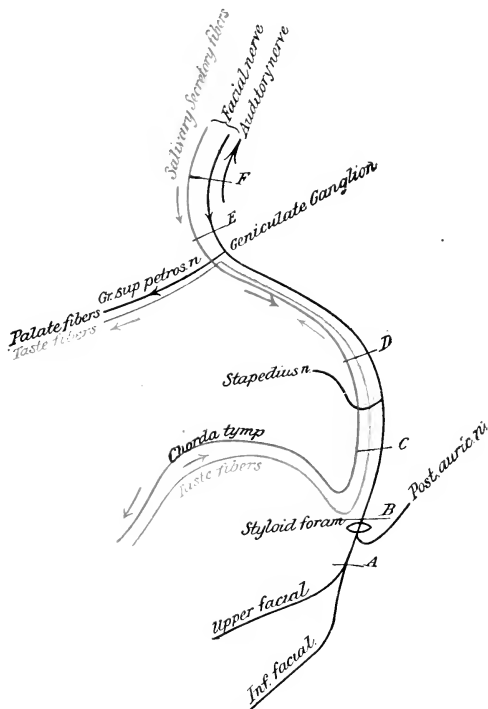 Salivary Secretory fibers
Facial nerve
Auditory nerve
F
E
Geniculate Ganglion
Gr. sup petros. n
Palate fibers
Taste fibers
D
Stapedius n.
Chorda tymp
Taste fibers
C
Post. auric. n.
Styloid foram
B
A
Upper facial
Inf. facial.